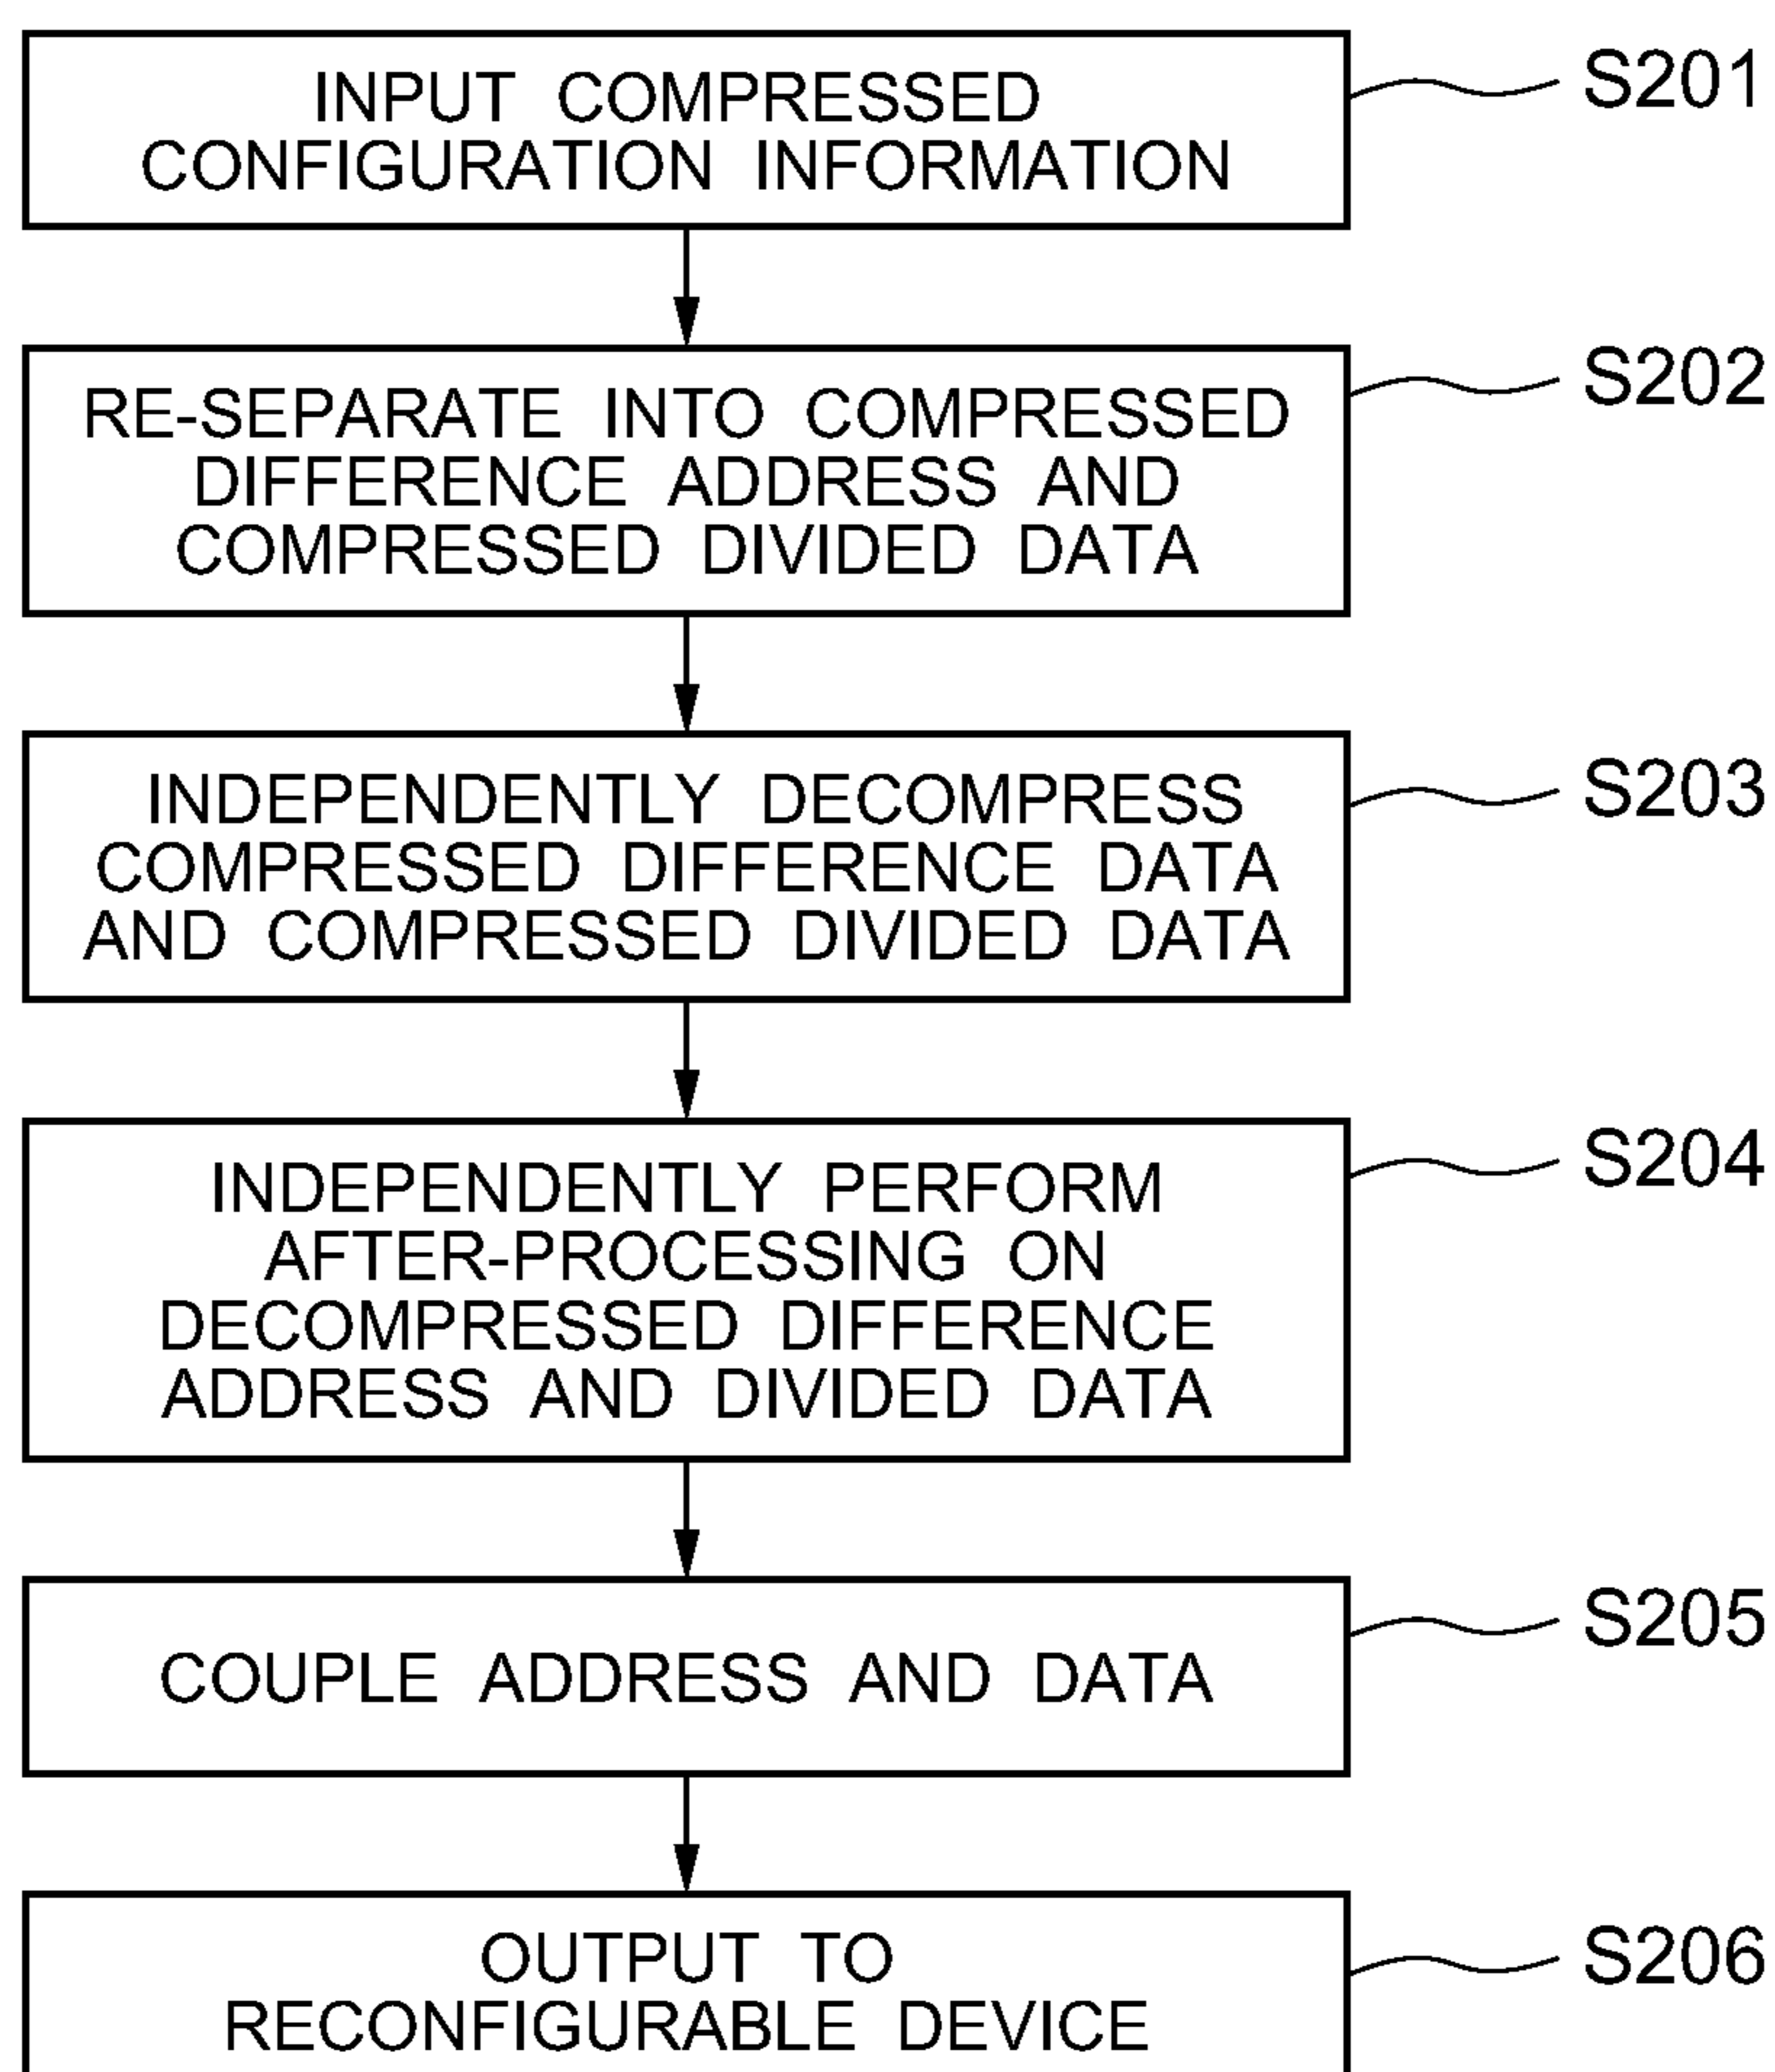 INPUT COMPRESSED
CONFIGURATION INFORMATION
S201
RE-SEPARATE INTO COMPRESSED
DIFFERENCE ADDRESS AND
COMPRESSED DIVIDED DATA
S202
INDEPENDENTLY DECOMPRESS
COMPRESSED DIFFERENCE DATA
AND COMPRESSED DIVIDED DATA
S203
INDEPENDENTLY PERFORM
AFTER-PROCESSING ON
DECOMPRESSED DIFFERENCE
ADDRESS AND DIVIDED DATA
S204
COUPLE ADDRESS AND DATA
S205
OUTPUT TO
RECONFIGURABLE DEVICE
S206